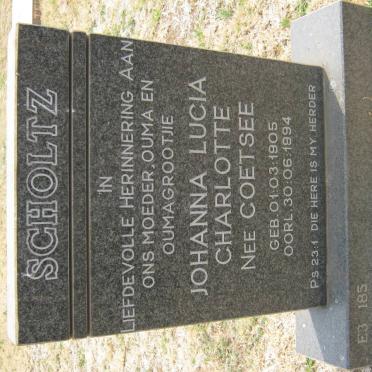 SCHOLTZ
IN
LIEFDEVOLLE HERINNERING AAN
ONS MOEDER, OUMA EN
OUMAGROOTJIE
JOHANNA LUCIA
CHARLOTTE
NEE COETSEE
GEB. 01:03:1905
OORL. 30:06:1994
PS 23:1 DIE HERE IS MY HERDER
E3 185